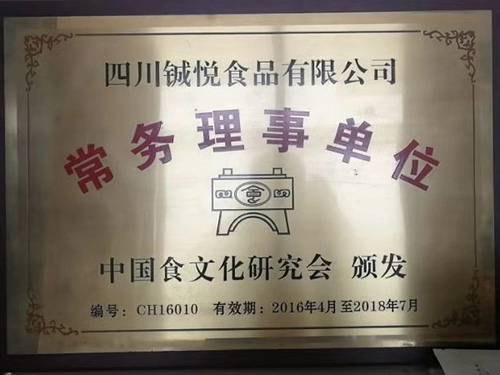 四川铖悦食品有限公司
常务理事单位
食
中国食文化研究会 颁发
编号：CH16010 有效期：2016年4月至2018年7月